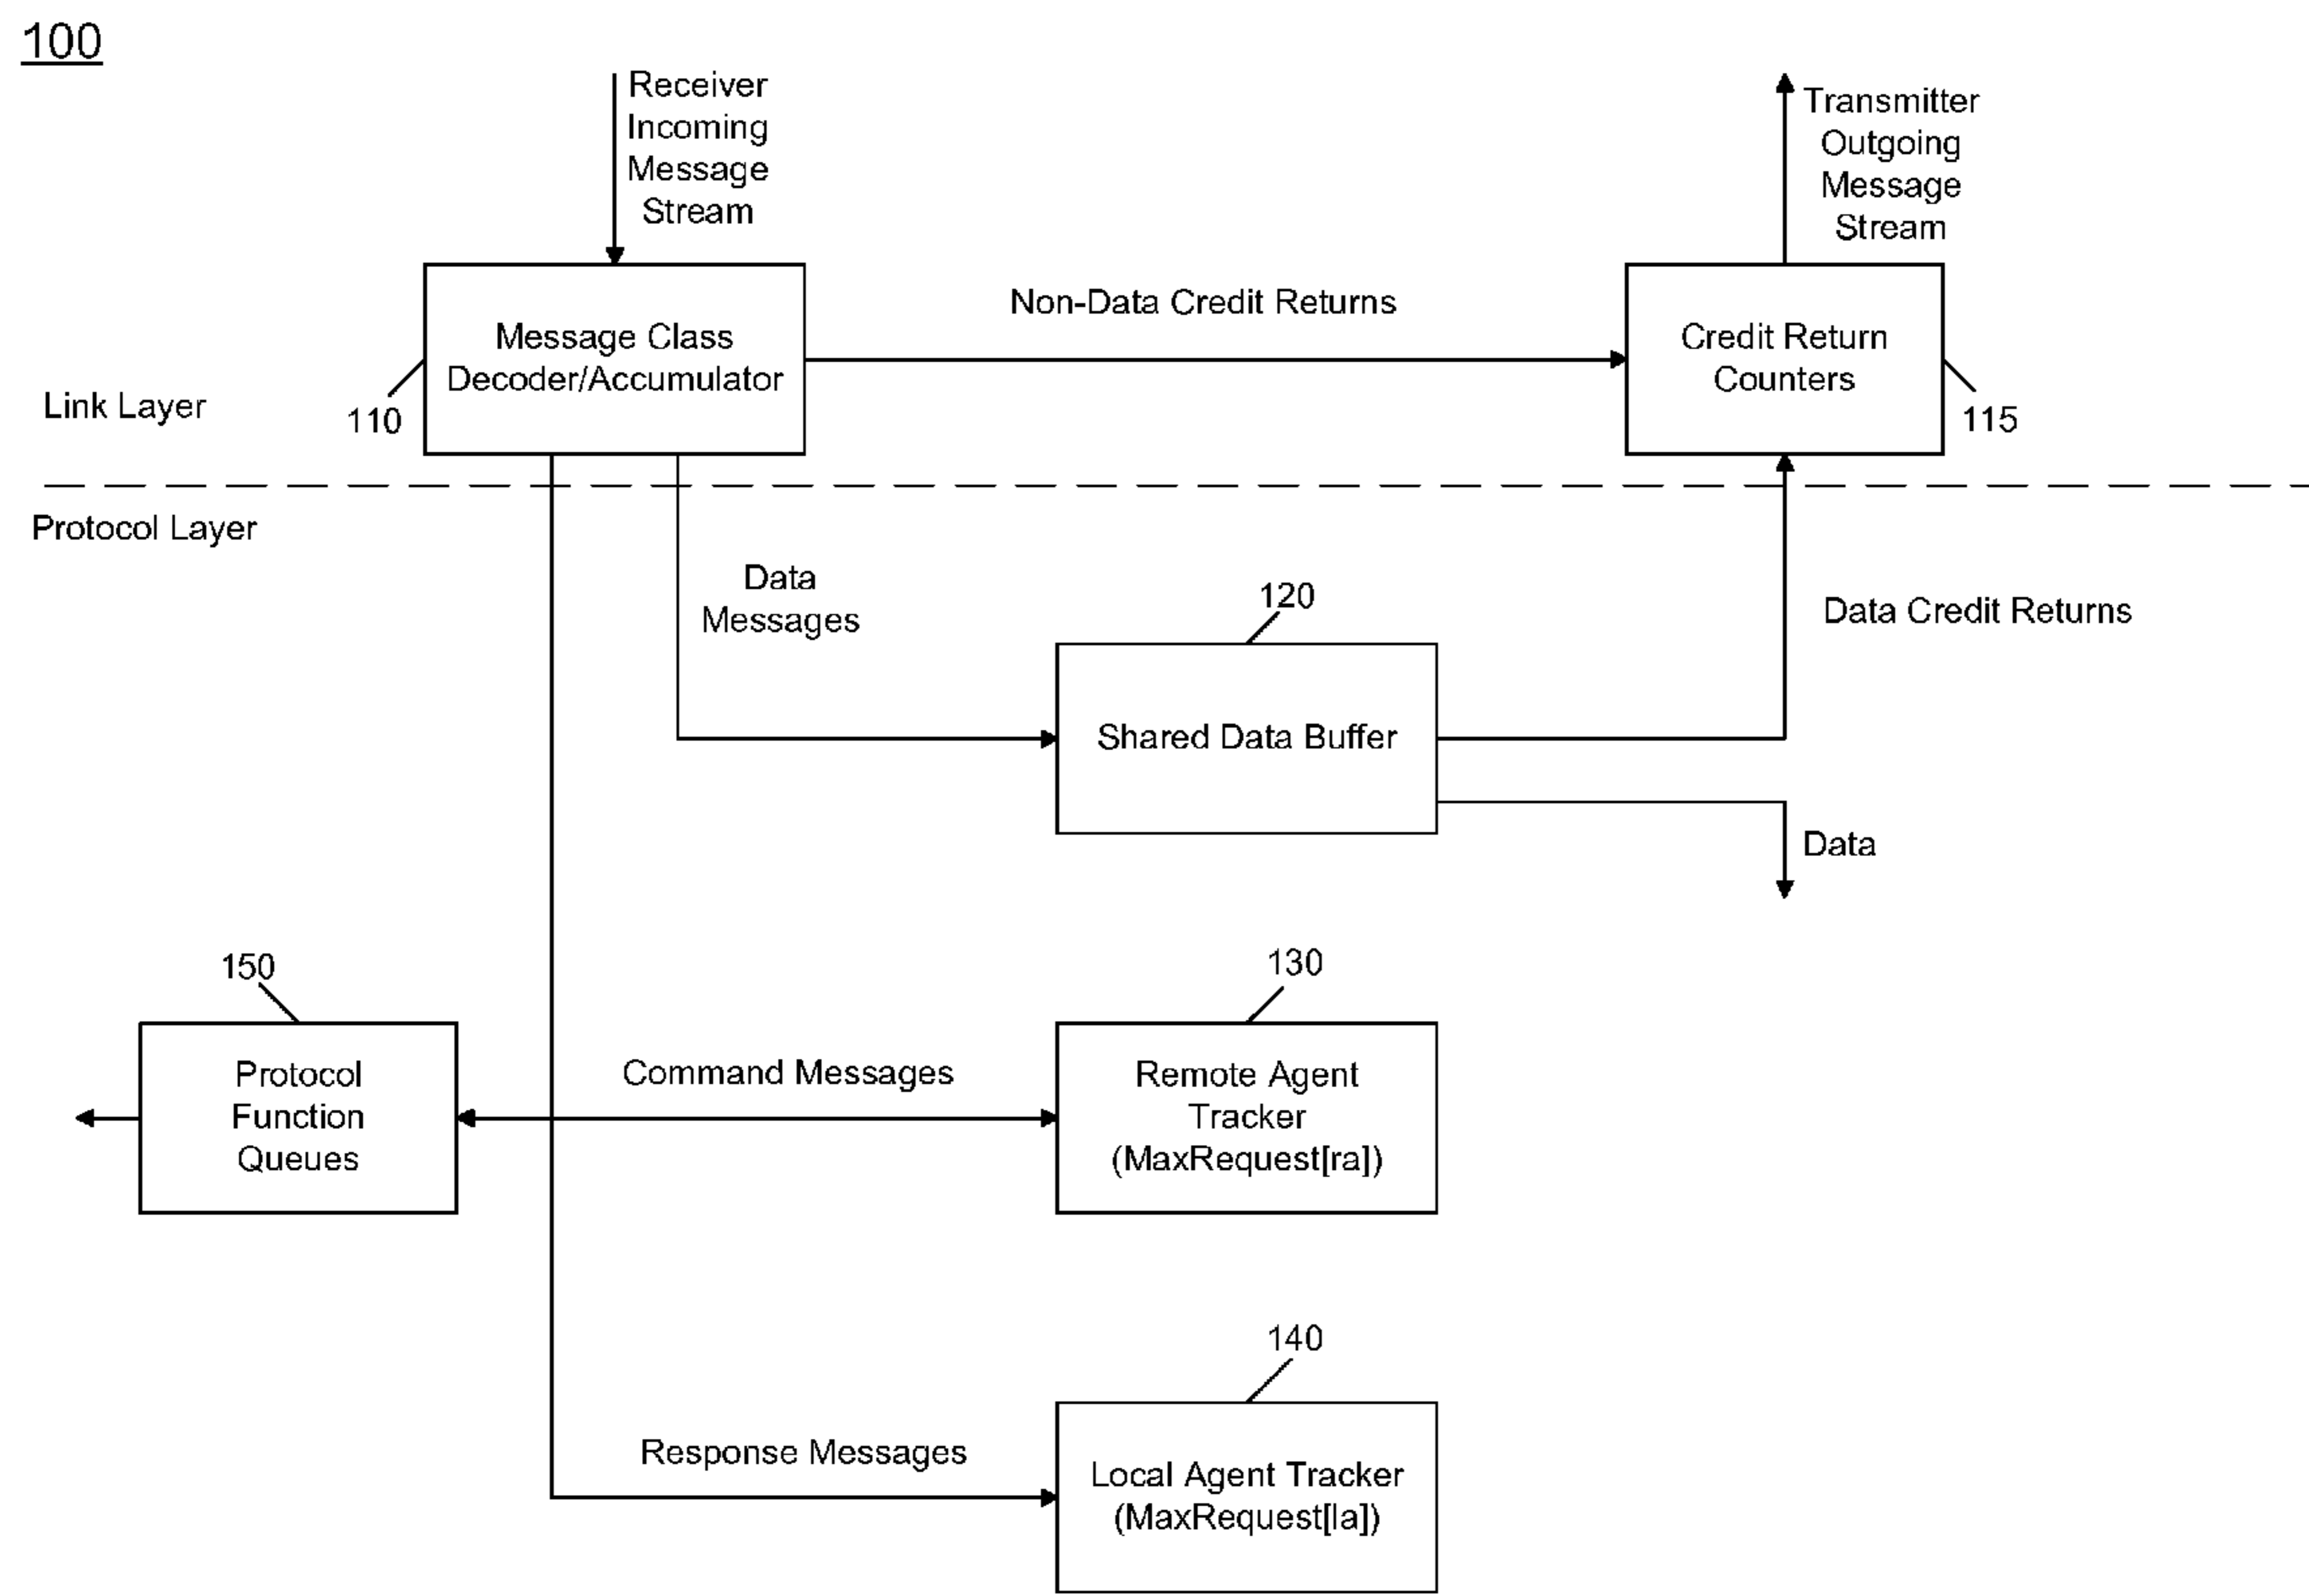 100
Receiver
Incoming
Message
Stream
Transmitter
Outgoing
Message
Stream
Message Class
Decoder/Accumulator
110
Non-Data Credit Returns
Credit Return
Counters
115
Link Layer
Protocol Layer
Data
Messages
120
Shared Data Buffer
Data Credit Returns
Data
150
Protocol
Function
Queues
Command Messages
130
Remote Agent
Tracker
(MaxRequest[ra])
140
Response Messages
Local Agent Tracker
(MaxRequest[la])